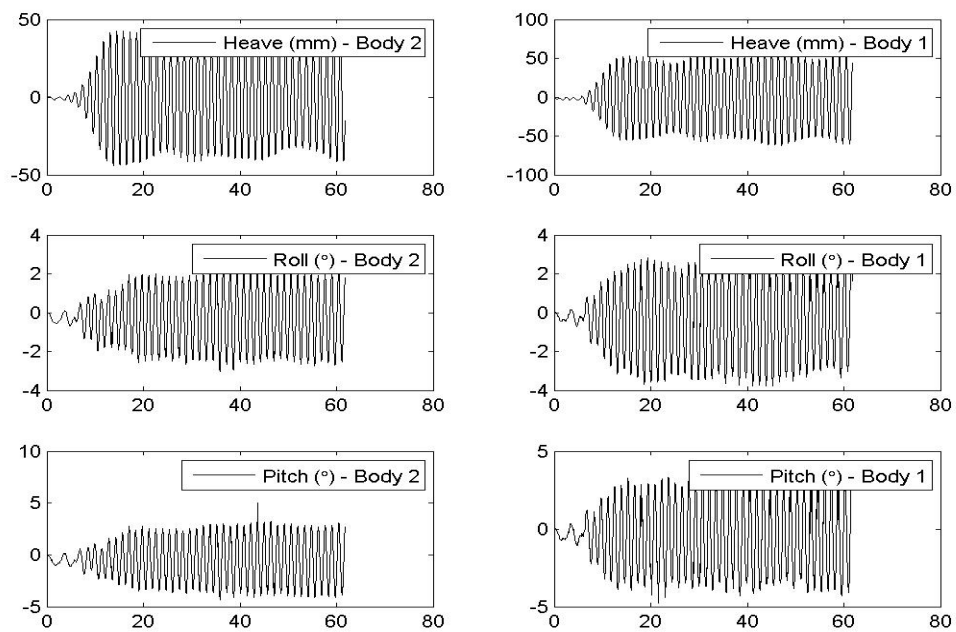 50
Heave (mm) - Body 2
0
-50
0 20 40 60 80
100
Heave (mm) - Body 1
50
0
-50
-100
0 20 40 60 80
4
Roll (°) - Body 2
2
0
-2
-4
0 20 40 60 80
4
Roll (°) - Body 1
2
0
-2
-4
0 20 40 60 80
10
Pitch (°) - Body 2
5
0
-5
0 20 40 60 80
5
Pitch (°) - Body 1
0
-5
0 20 40 60 80